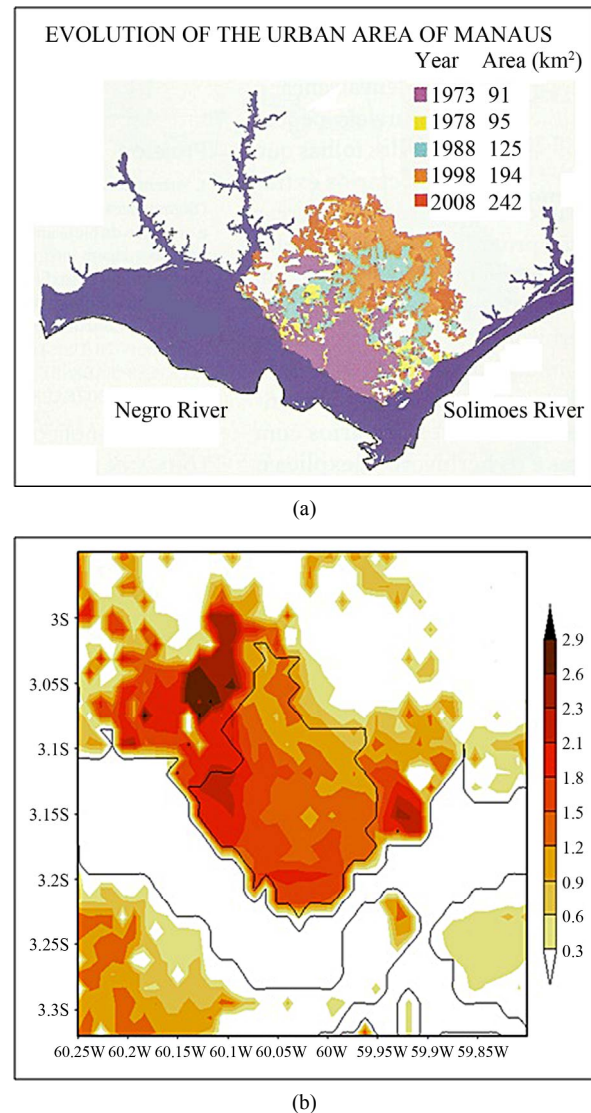 EVOLUTION OF THE URBAN AREA OF MANAUS
Year Area (km²)
1973 91
1978 95
1988 125
1998 194
2008 242
Negro River
Solimoes River
(a)
3S
3.05S
3.1S
3.15S
3.2S
3.25S
3.3S
60.25W 60.2W 60.15W 60.1W 60.05W 60W 59.95W 59.9W 59.85W
2.9
2.6
2.3
2.1
1.8
1.5
1.2
0.9
0.6
0.3
(b)